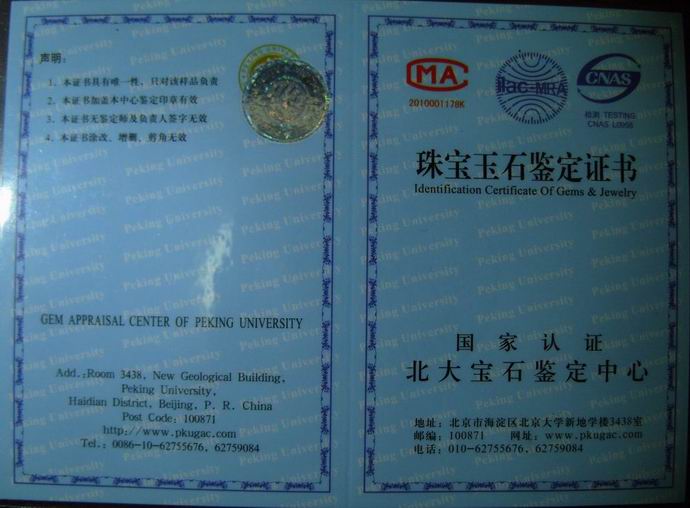 声明：
1、本证书具有唯一性，只对该样品负责
2、本证书加盖本中心鉴定印章有效
3、本证书无鉴定师及负责人签字无效
4、本证书涂改、增删、剪角无效
GEM APPRAISAL CENTER OF PEKING UNIVERSITY
Add.:Room 3438, New Geological Building,
Peking University,
Haidian District, Beijing, P. R. China
Post Code: 100871
http://www.pkugac.com
Tel.: 0086-10-62755676, 62759084
CMA
2010001178K
ilac-MRA
CNAS
检测 TESTING
CNAS L0956
珠宝玉石鉴定证书
Identification Certificate Of Gems & Jewelry
国家认证
北大宝石鉴定中心
地址：北京市海淀区北京大学新地学楼3438室
邮编：100871 网址：www.pkugac.com
电话：010-62755676, 62759084
Peking University